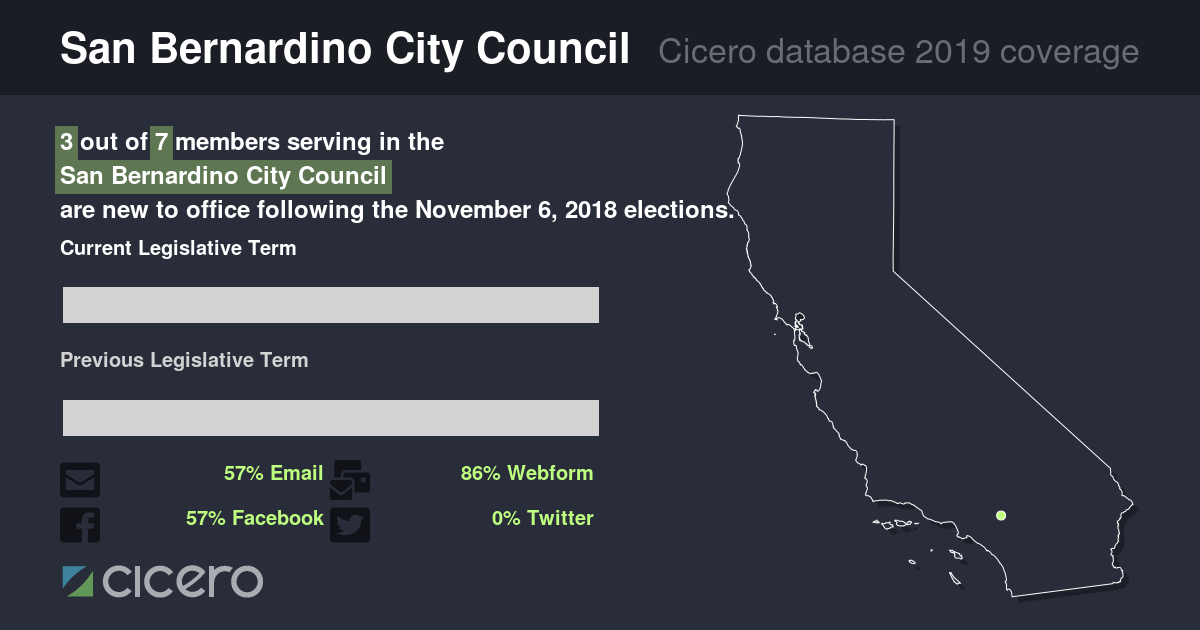 San Bernardino City Council Cicero database 2019 coverage
3 out of 7 members serving in the
San Bernardino City Council
are new to office following the November 6, 2018 elections.
Current Legislative Term
Previous Legislative Term
57% Email 86% Webform
57% Facebook 0% Twitter
cicero